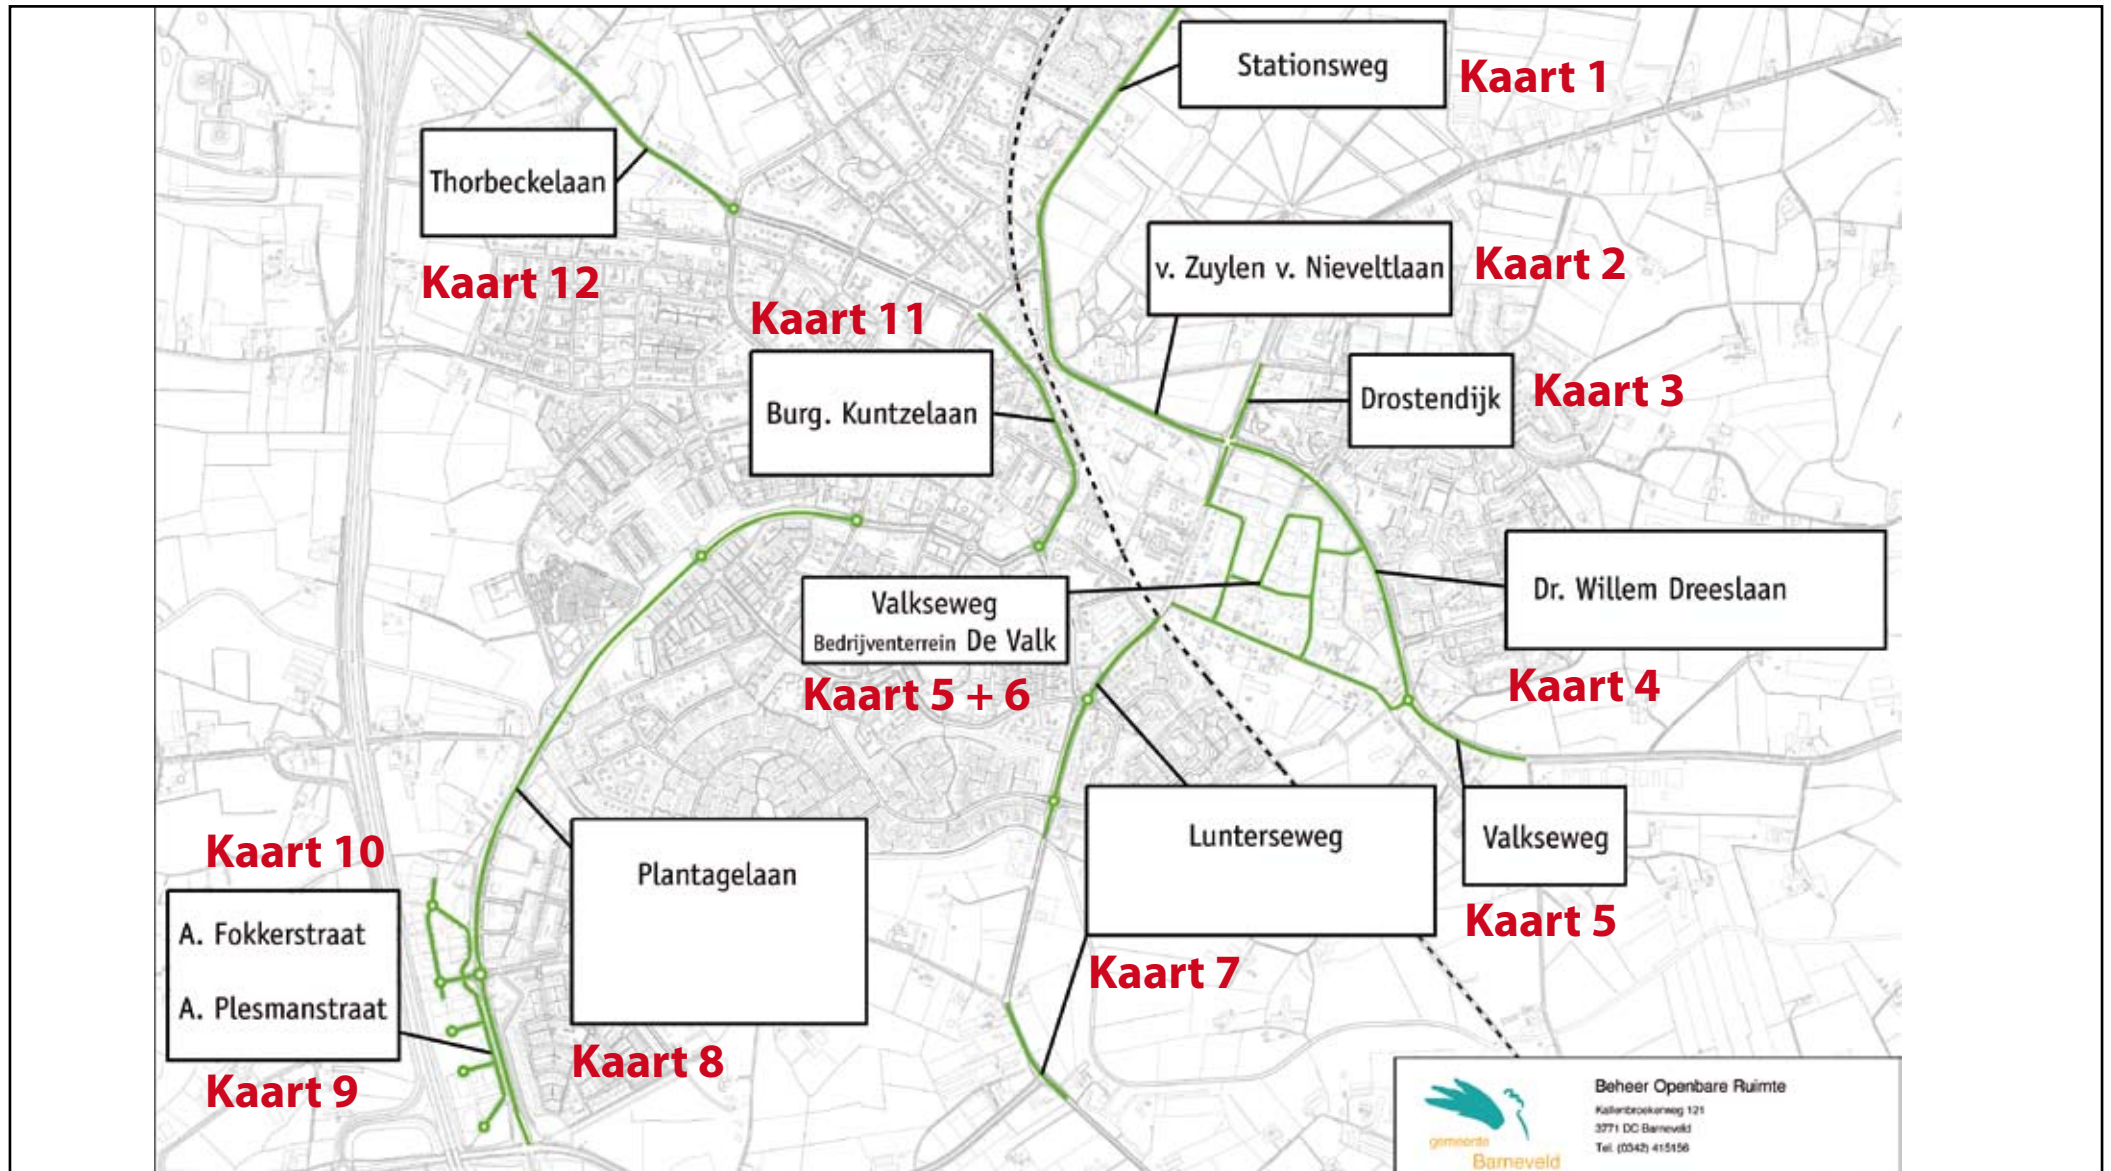 Stationsweg
Kaart 1
Thorbeckelaan
Kaart 12
v. Zuylen v. Nieveltlaan
Kaart 2
Kaart 11
Burg. Kuntzelaan
Drostendijk
Kaart 3
Valkseweg
Bedrijventerrein De Valk
Kaart 5 + 6
Dr. Willem Dreeslaan
Kaart 4
Plantagelaan
Kaart 8
Lunterseweg
Kaart 7
Valkseweg
Kaart 5
Kaart 10
A. Fokkerstraat
A. Plesmanstraat
Kaart 9
gemeente
Barneveld
Beheer Openbare Ruimte
Kallenbroekerweg 121
3771 DC Barneveld
Tel. (0342) 415156